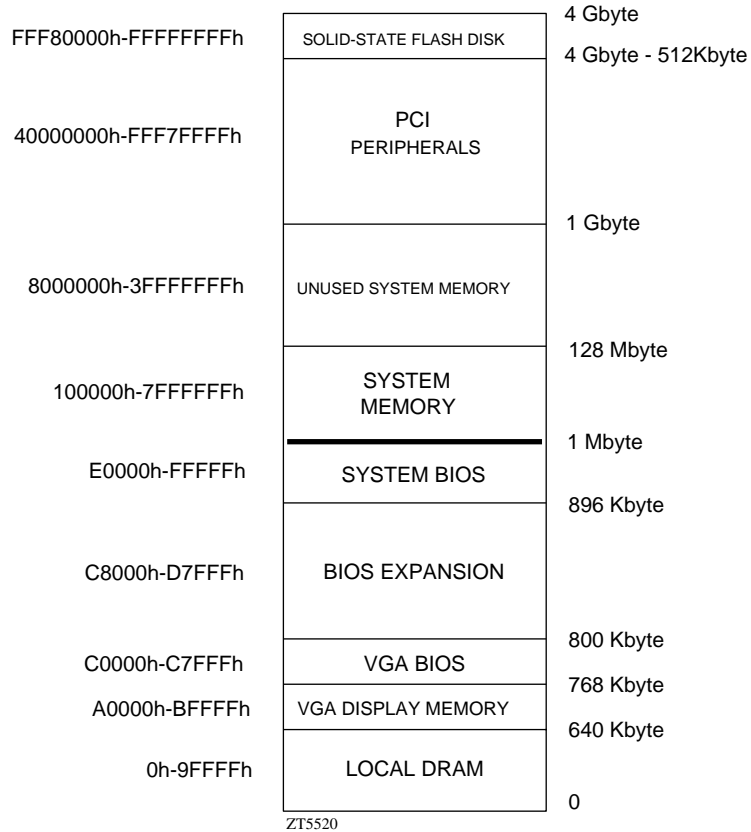 4 Gbyte
FFF80000h-FFFFFFFFh
SOLID-STATE FLASH DISK
4 Gbyte - 512Kbyte
40000000h-FFF7FFFFh
PCI
PERIPHERALS
1 Gbyte
8000000h-3FFFFFFFh
UNUSED SYSTEM MEMORY
128 Mbyte
100000h-7FFFFFFh
SYSTEM
MEMORY
1 Mbyte
E0000h-FFFFFh
SYSTEM BIOS
896 Kbyte
C8000h-D7FFFh
BIOS EXPANSION
800 Kbyte
C0000h-C7FFFh
VGA BIOS
768 Kbyte
A0000h-BFFFFh
VGA DISPLAY MEMORY
640 Kbyte
0h-9FFFFh
LOCAL DRAM
0
ZT5520